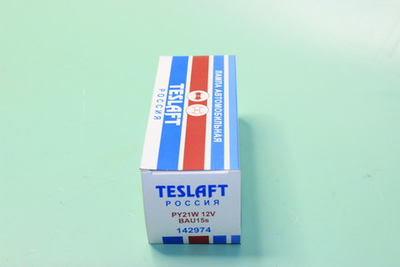 TESLAFT
РОССИЯ
ЛАМПА АВТОМОБИЛЬНАЯ
TESLAFT
РОССИЯ
PY21W 12V
BAU15s
142974